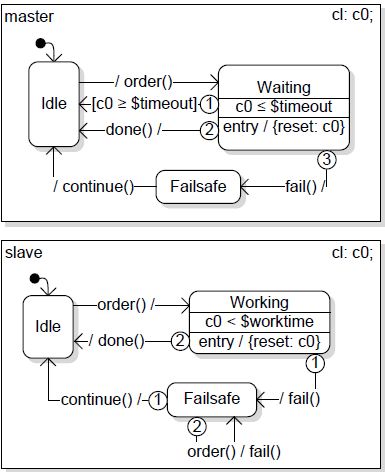 master cl: c0;
/ order()
Waiting
Idle [c0 ≥ $timeout] 1 c0 ≤ $timeout
done() / 2 entry / {reset: c0}
3
/ continue() Failsafe fail() /
slave cl: c0;
order() / Working
Idle c0 < $worktime
/ done() 2 entry / {reset: c0}
1
continue() / 1 Failsafe / fail()
2
order() / fail()